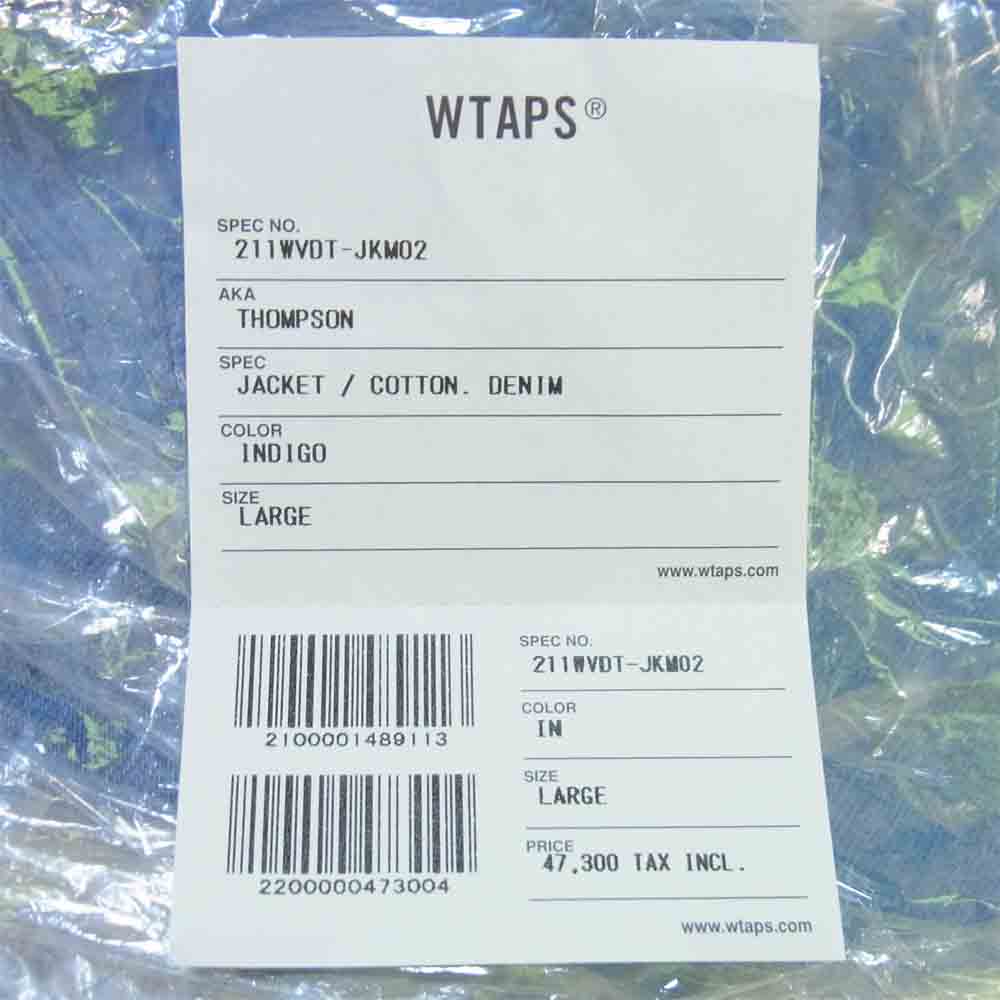 WTAPS®
SPEC NO.
211WVDT-JKM02
AKA
THOMPSON
SPEC
JACKET / COTTON. DENIM
COLOR
INDIGO
SIZE
LARGE
www.wtaps.com
2100001489113
2200000473004
SPEC NO.
211WVDT-JKM02
COLOR
IN
SIZE
LARGE
PRICE
47,300 TAX INCL.
www.wtaps.com